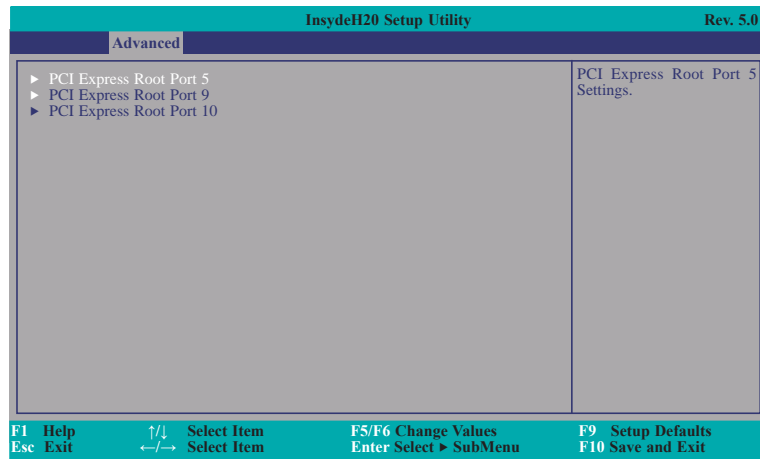 InsydeH20 Setup Utility Rev. 5.0
Advanced
► PCI Express Root Port 5
► PCI Express Root Port 9
► PCI Express Root Port 10
PCI Express Root Port 5
Settings.
F1 Help ↑/↓ Select Item F5/F6 Change Values F9 Setup Defaults
Esc Exit ←/→ Select Item Enter Select ► SubMenu F10 Save and Exit